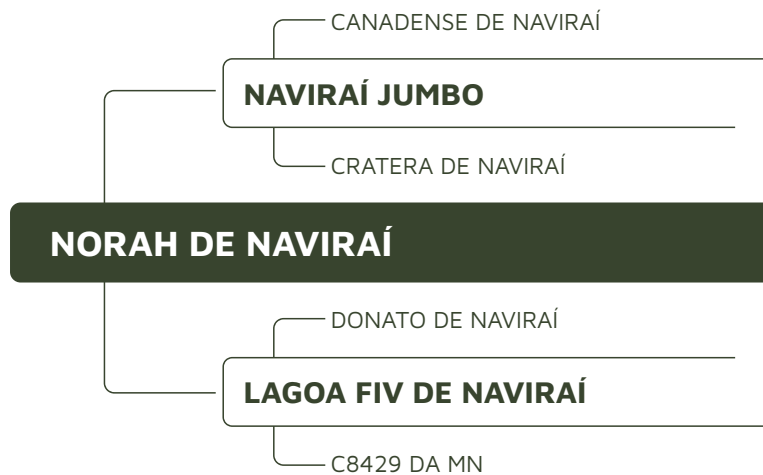 CANADENSE DE NAVIRAÍ
NAVIRAÍ JUMBO
CRATERA DE NAVIRAÍ
NORAH DE NAVIRAÍ
DONATO DE NAVIRAÍ
LAGOA FIV DE NAVIRAÍ
C8429 DA MN